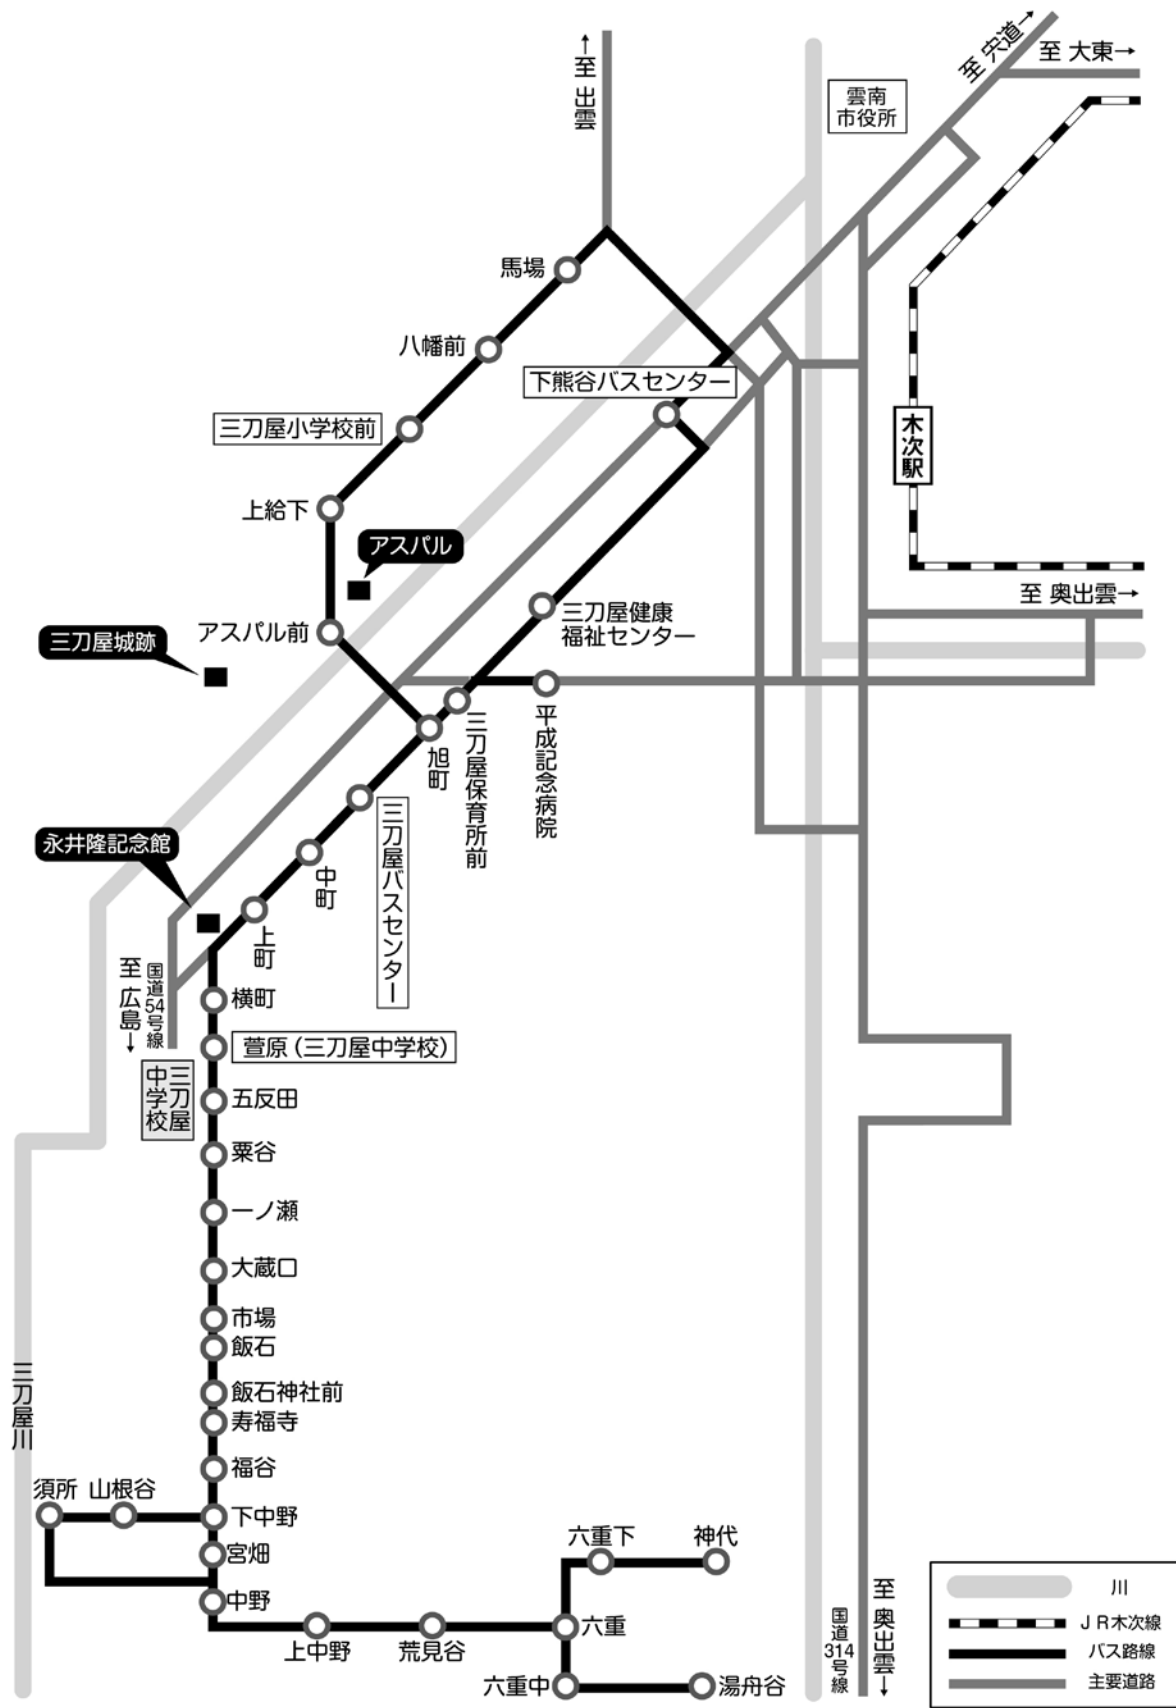 ←至 出雲
至 宍道→
至 大東→
雲南
市役所
馬場
八幡前
下熊谷バスセンター
三刀屋小学校前
木次駅
上給下
アスパル
至 奥出雲→
三刀屋健康
福祉センター
アスパル前
三刀屋城跡
平成記念病院
三刀屋保育所前
旭町
三刀屋バスセンター
永井隆記念館
中町
上町
至 広島→
国道54号線
横町
萱原（三刀屋中学校）
三刀屋
中学校
五反田
粟谷
一ノ瀬
大蔵口
市場
飯石
三刀屋川
飯石神社前
寿福寺
福谷
須所
山根谷
下中野
宮畑
中野
六重下
神代
上中野
荒見谷
六重
六重中
湯舟谷
国道314号線
至 奥出雲→
川
ＪＲ木次線
バス路線
主要道路